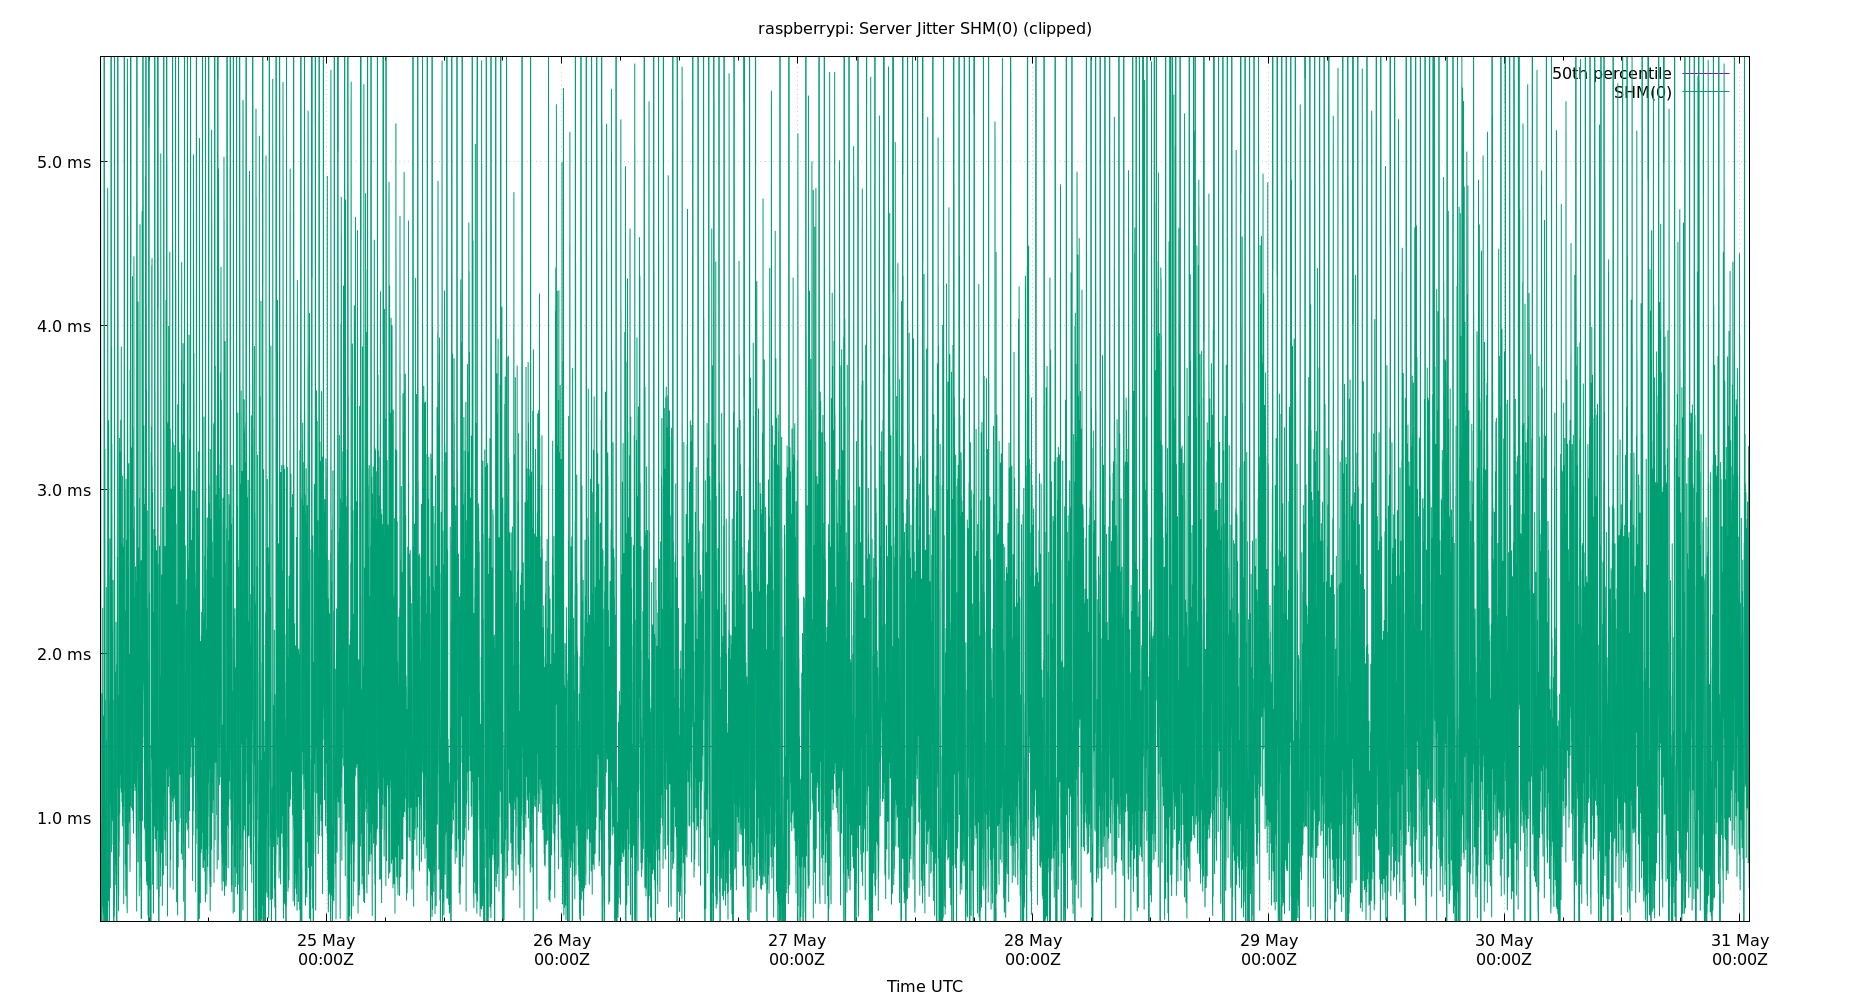 raspberrypi: Server Jitter SHM(0) (clipped)
50th percentile
SHM(0)
5.0 ms
4.0 ms
3.0 ms
2.0 ms
1.0 ms
25 May 26 May 27 May 28 May 29 May 30 May 31 May
00:00Z 00:00Z 00:00Z 00:00Z 00:00Z 00:00Z 00:00Z
Time UTC